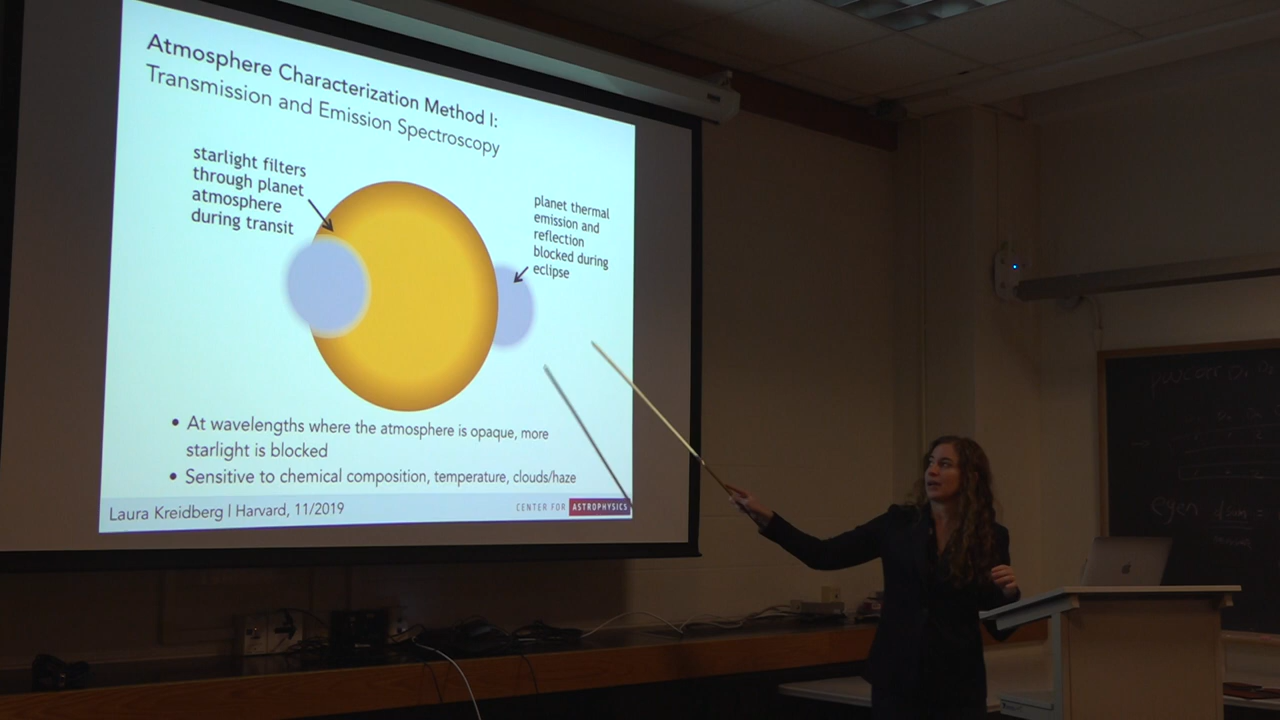 Atmosphere Characterization Method I:
Transmission and Emission Spectroscopy
starlight filters
through planet
atmosphere
during transit
planet thermal
emission and
reflection
blocked during
eclipse
• At wavelengths where the atmosphere is opaque, more
starlight is blocked
• Sensitive to chemical composition, temperature, clouds/haze
Laura Kreidberg | Harvard, 11/2019
CENTER FOR ASTROPHYSICS